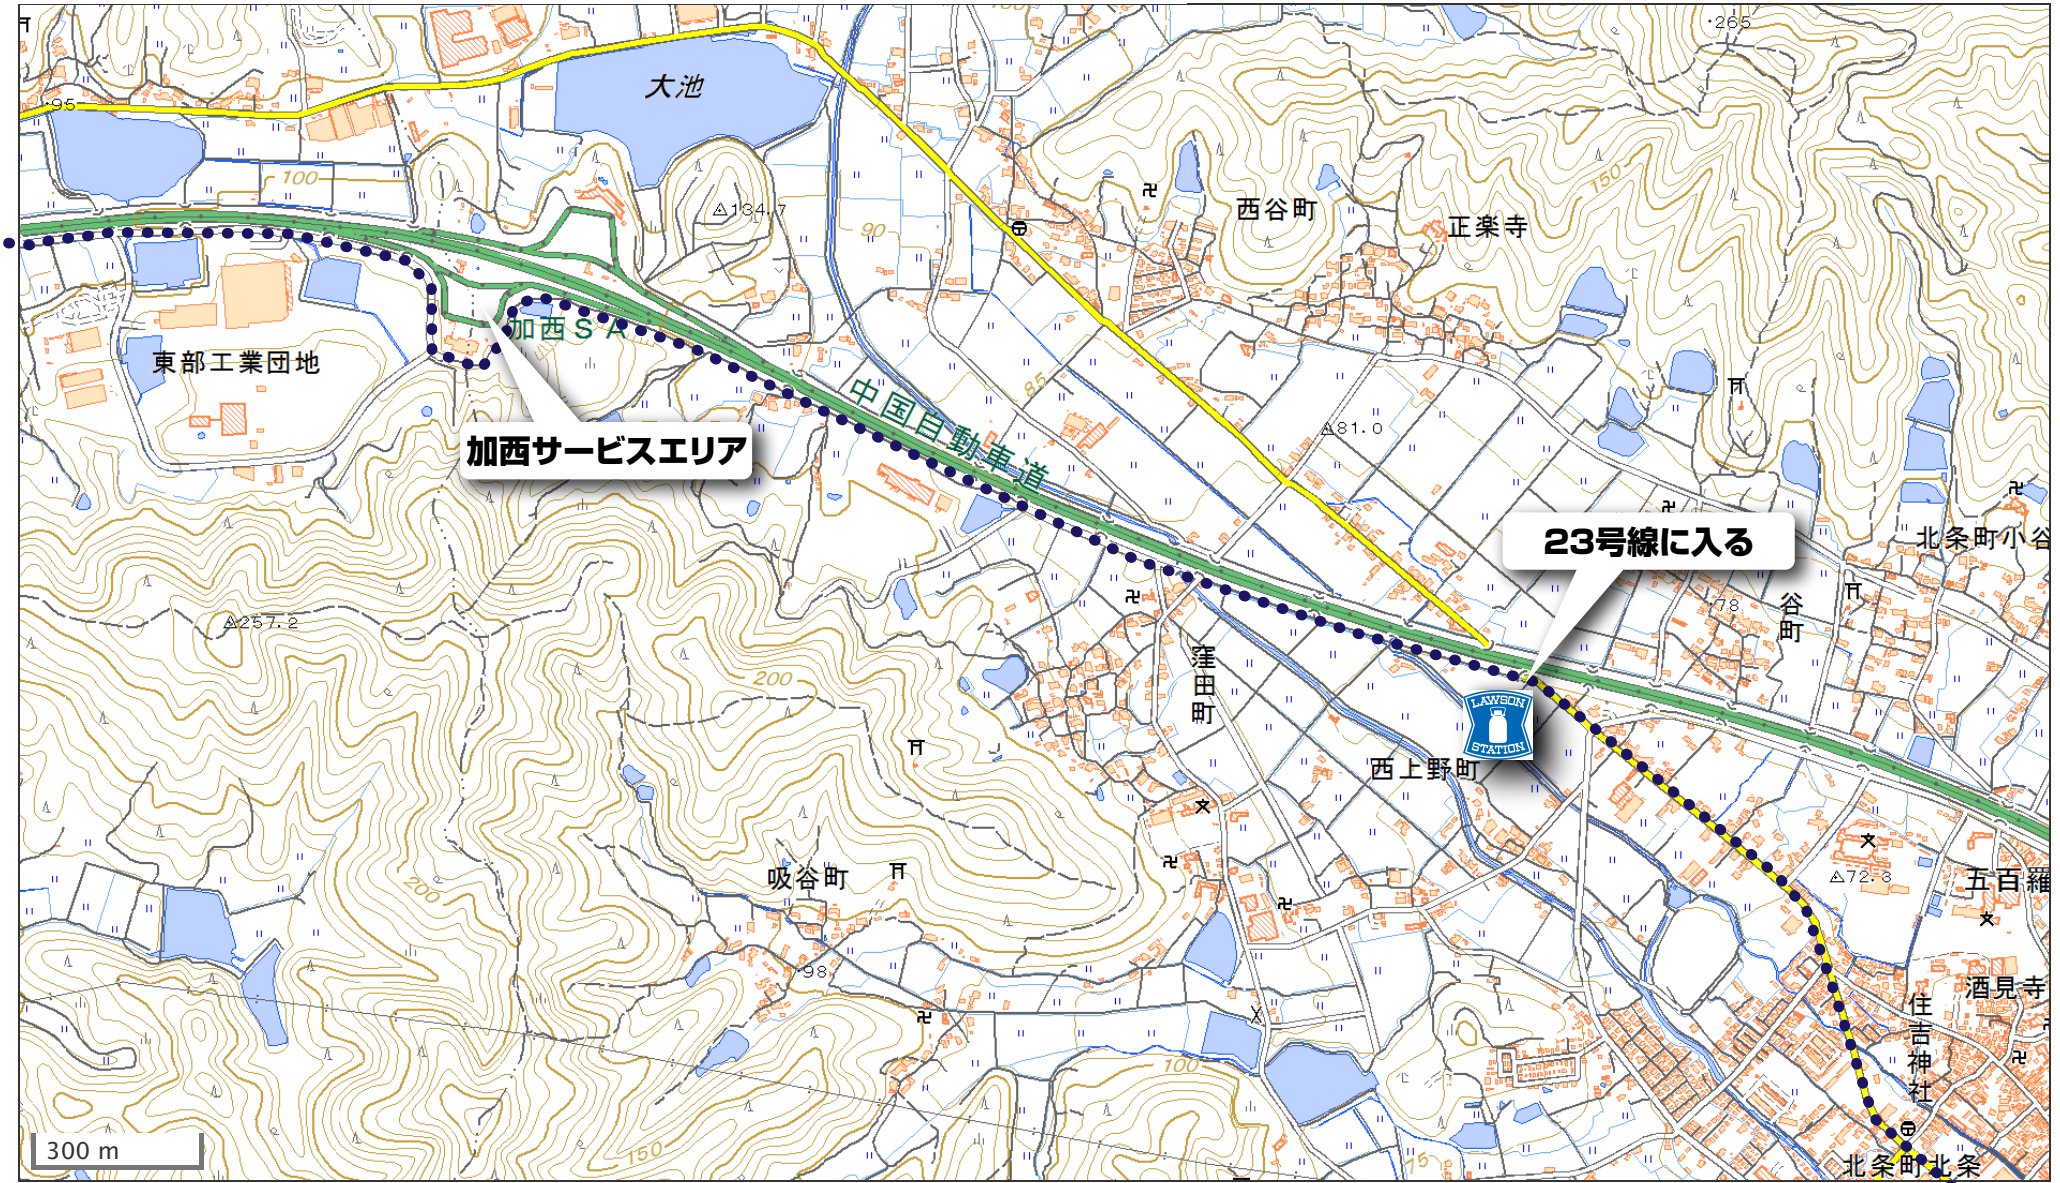 265
大池
95
100
134.7
西谷町
正楽寺
150
90
加西ＳＡ
東部工業団地
85
中国自動車道
81.0
加西サービスエリア
23号線に入る
北条町小谷
78
谷町
257.2
窪田町
200
LAWSON
STATION
西上野町
吸谷町
200
72.3
五百羅
98
酒見寺
住吉神社
100
300 m
150
75
北条町北条